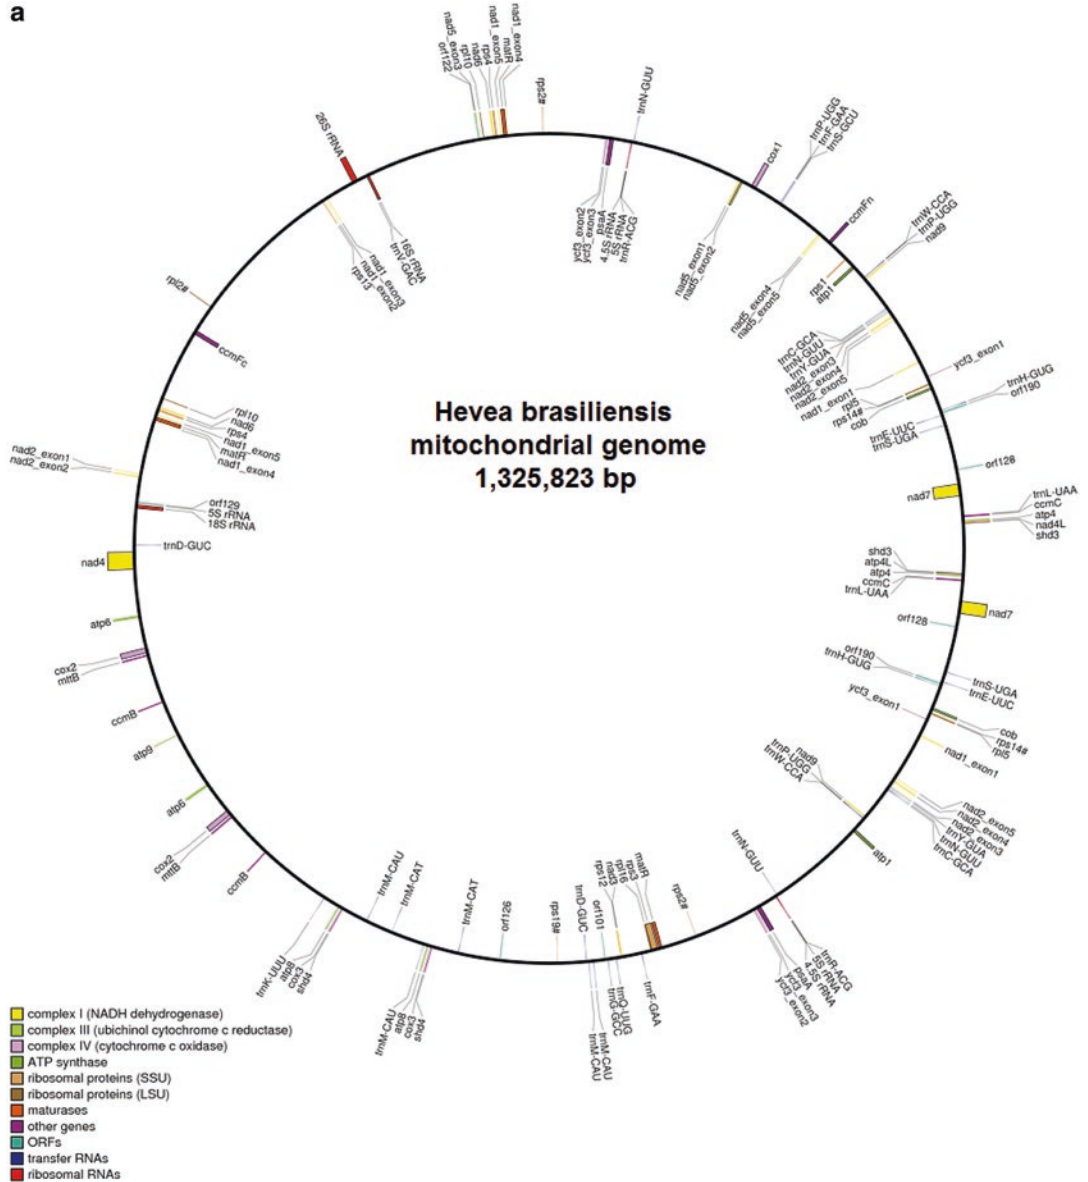 a
nad5_exon3
orf122
rpl10
nad6
rps4
nad1_exon5
matR
nad1_exon4
rps2#
trnN-GUU
26S rRNA
16S rRNA
trnV-GAC
nad1_exon3
nad1_exon2
rps13
ycf3_exon2
ycf3_exon3
psaA
4.5S rRNA
5S rRNA
trnR-ACG
nad5_exon1
nad5_exon2
cox1
trnP-UGG
trnF-GAA
trnS-GCU
ccmFn
nad5_exon4
nad5_exon5
rps1
atp1
trnW-CCA
trnP-UGG
nad9
trnC-GCA
trnN-GUU
trnY-GUA
nad2_exon3
nad2_exon4
nad2_exon5
nad1_exon1
rpl5
rps14#
cob
ycf3_exon1
trnH-GUG
orf190
trnE-UUC
trnS-UGA
orf128
nad7
trnL-UAA
ccmC
atp4
nad4L
shd3
rpl2#
ccmFc
rpl10
nad6
rps4
nad1_exon5
matR
nad1_exon4
nad2_exon1
nad2_exon2
orf129
5S rRNA
18S rRNA
trnD-GUC
nad4
Hevea brasiliensis
mitochondrial genome
1,325,823 bp
shd3
atp4L
atp4
ccmC
trnL-UAA
nad7
orf128
orf190
trnH-GUG
trnS-UGA
trnE-UUC
ycf3_exon1
cob
rps14#
rpl5
nad1_exon1
nad9
trnP-UGG
trnW-CCA
nad2_exon5
nad2_exon4
nad2_exon3
trnY-GUA
trnN-GUU
trnC-GCA
atp1
atp6
cox2
mttB
ccmB
atp9
atp6
cox2
mttB
ccmB
trnN-GUU
trnR-ACG
5S rRNA
4.5S rRNA
psaA
ycf3_exon3
ycf3_exon2
rps2#
matR
rps3
rpl16
nad3
rps12
orf101
trnD-GUC
rps19#
orf126
trnM-CAT
trnM-CAT
trnM-CAU
trnK-UUU
atp8
cox3
shd4
trnM-CAU
atp8
cox3
shd4
trnM-CAU
trnM-CAU
trnG-GCC
trnQ-UUG
trnF-GAA
complex I (NADH dehydrogenase)
complex III (ubichinol cytochrome c reductase)
complex IV (cytochrome c oxidase)
ATP synthase
ribosomal proteins (SSU)
ribosomal proteins (LSU)
maturases
other genes
ORFs
transfer RNAs
ribosomal RNAs